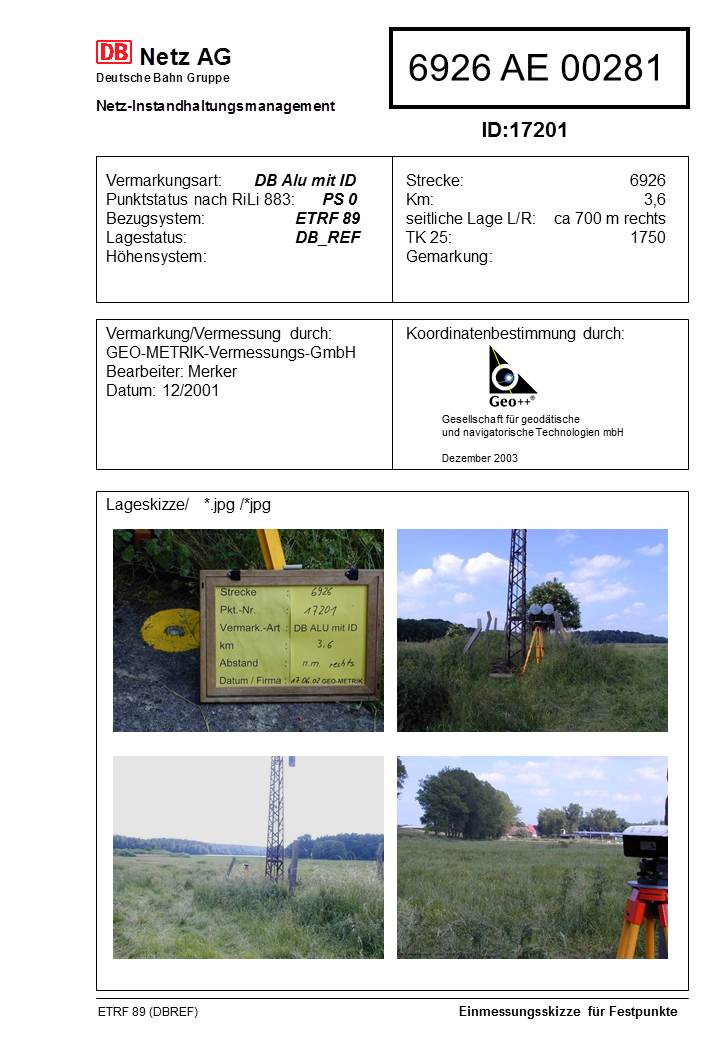 DB Netz AG
Deutsche Bahn Gruppe
Netz-Instandhaltungsmanagement
6926 AE 00281
ID:17201
Vermarkungsart: DB Alu mit ID
Punktstatus nach RiLi 883: PS 0
Bezugsystem: ETRF 89
Lagestatus: DB_REF
Höhensystem:
Strecke: 6926
Km: 3,6
seitliche Lage L/R: ca 700 m rechts
TK 25: 1750
Gemarkung:
Vermarkung/Vermessung durch:
GEO-METRIK-Vermessungs-GmbH
Bearbeiter: Merker
Datum: 12/2001
Koordinatenbestimmung durch:
Geo++®
Gesellschaft für geodätische
und navigatorische Technologien mbH
Dezember 2003
Lageskizze/ *.jpg /*jpg
Strecke : 6926
Pkt.-Nr. : 17201
Vermark.-Art : DB ALU mit ID
km : 3,6
Abstand n.m. rechts
Datum / Firma : 17.06.02 GEO-METRIK
ETRF 89 (DBREF)
Einmessungsskizze für Festpunkte